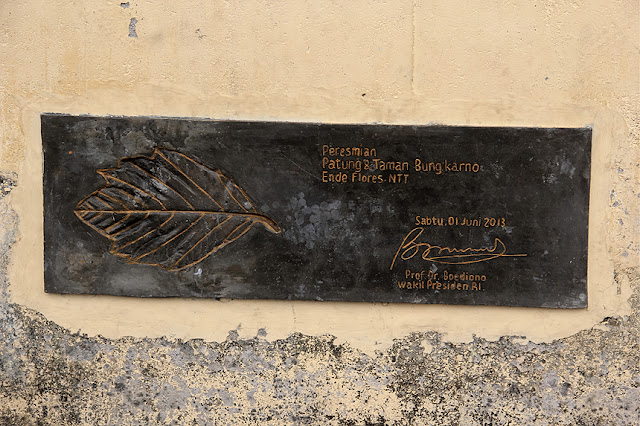 Peresmian
Patung & Taman Bung Karno
Ende Flores. NTT
Sabtu, 01 Juni 2013
Prof. Dr. Boediono
Wakil Presiden RI.